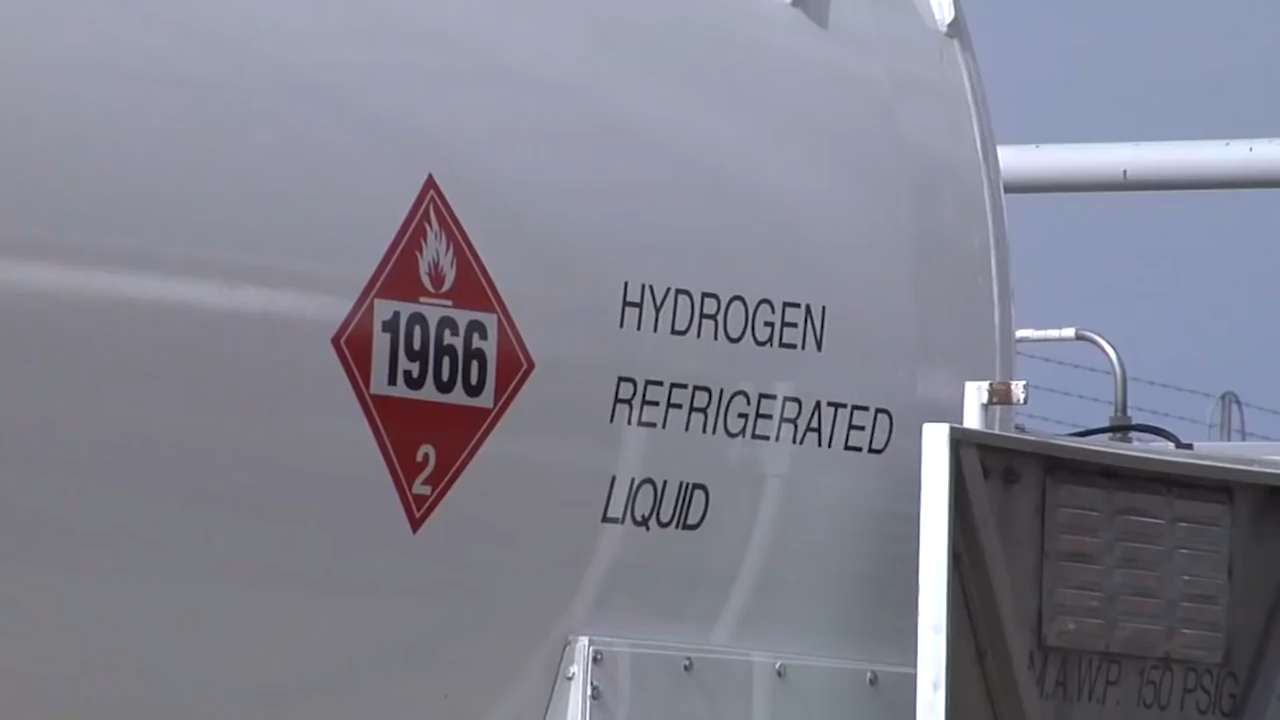 1966
2
HYDROGEN
REFRIGERATED
LIQUID
M.A.W.P. 150 PSIG